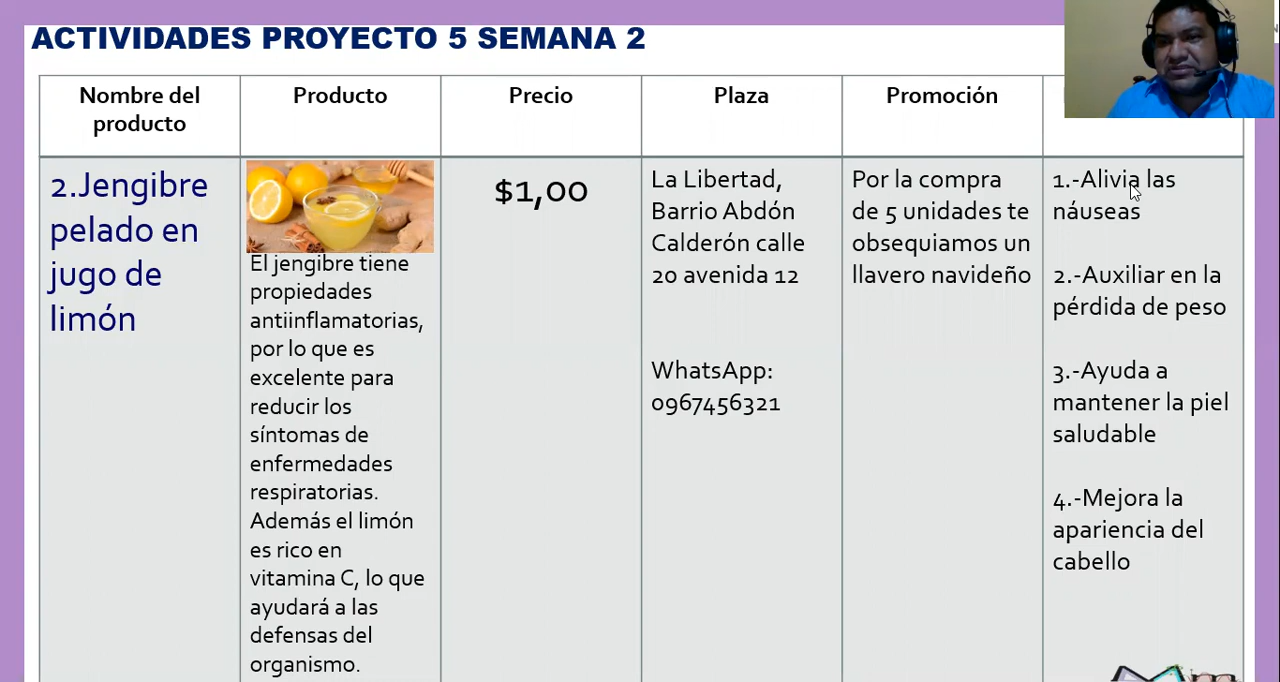 ACTIVIDADES PROYECTO 5 SEMANA 2
Nombre del
producto
Producto
Precio
Plaza
Promoción
2.Jengibre
pelado en
jugo de
limón
El jengibre tiene
propiedades
antiinflamatorias,
por lo que es
excelente para
reducir los
síntomas de
enfermedades
respiratorias.
Además el limón
es rico en
vitamina C, lo que
ayudará a las
defensas del
organismo.
$1,00
La Libertad,
Barrio Abdón
Calderón calle
20 avenida 12
WhatsApp:
0967456321
Por la compra
de 5 unidades te
obsequiamos un
llavero navideño
1.-Alivia las
náuseas
2.-Auxiliar en la
pérdida de peso
3.-Ayuda a
mantener la piel
saludable
4.-Mejora la
apariencia del
cabello